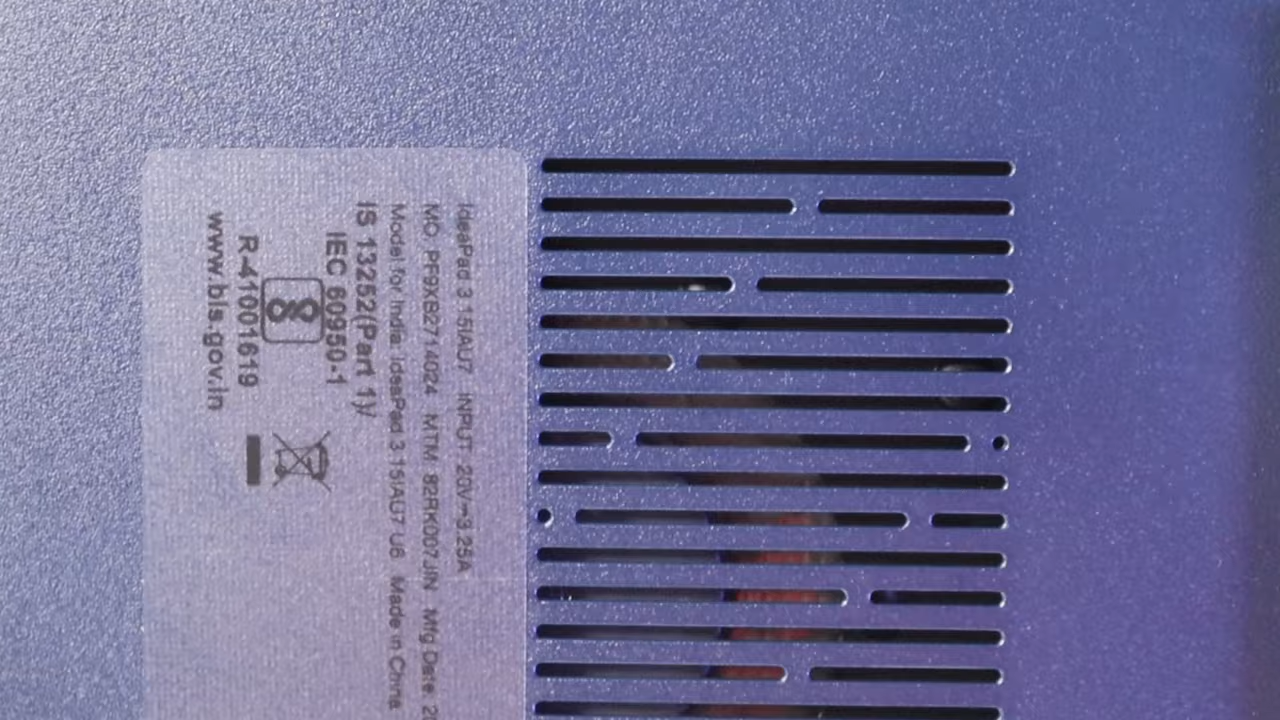 IdeaPad 3 15IAU7 INPUT 20V⎓3.25A
MO: PF9XB2714024 MTM: 82RK007JIN Mfg Date: 2
Model for India: IdeaPad 3 15IAU7 U6 Made in China
IS 13252(Part 1)/
IEC 60950-1
R-41001619
www.bis.gov.in